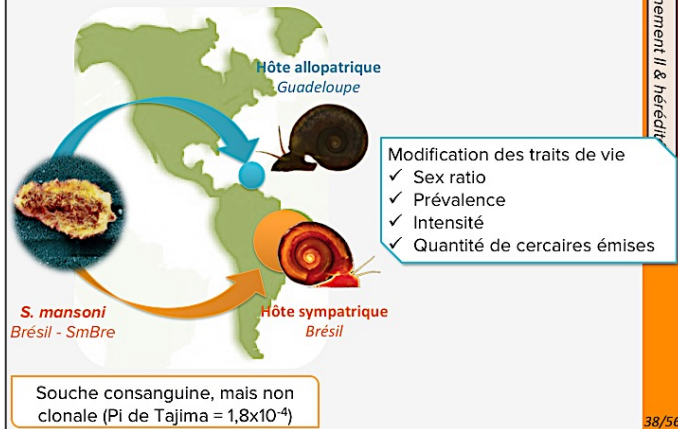 Hôte allopatrique
Guadeloupe
Modification des traits de vie
✓ Sex ratio
✓ Prévalence
✓ Intensité
✓ Quantité de cercaires émises
S. mansoni
Brésil - SmBre
Hôte sympatrique
Brésil
Souche consanguine, mais non
clonale (Pi de Tajima = 1,8x10⁻⁴)
II &
38/56